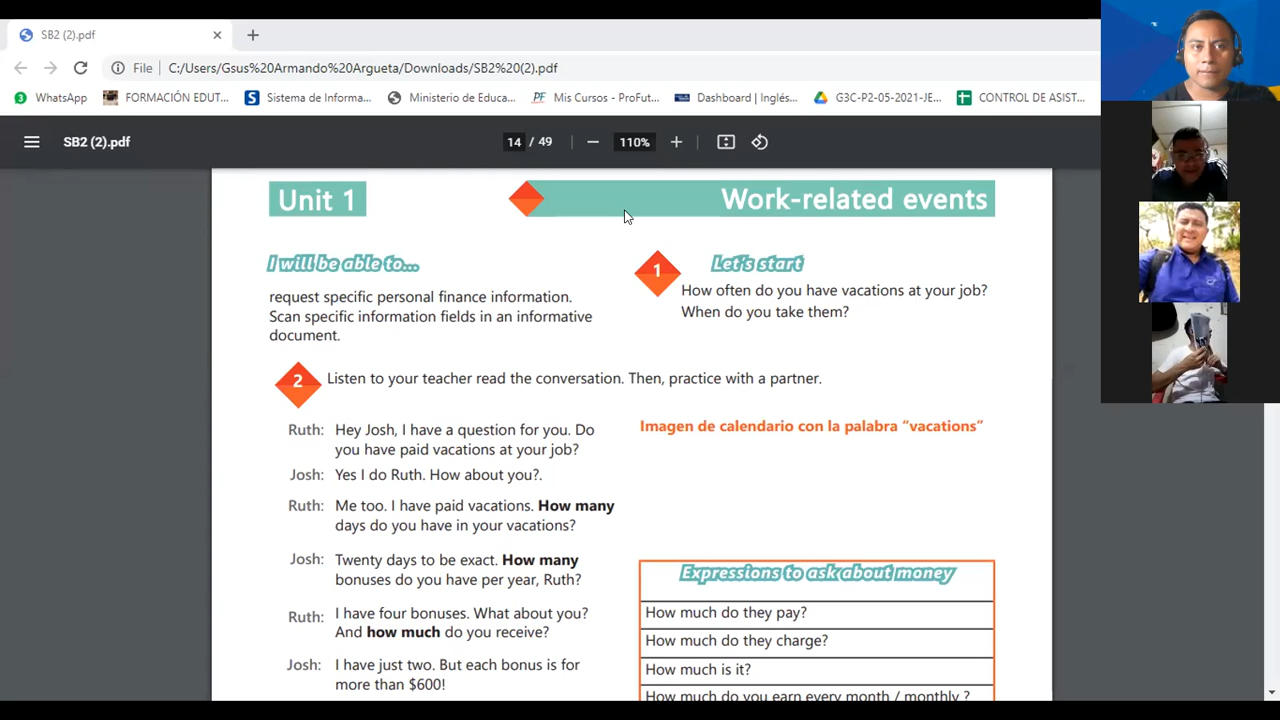 SB2 (2).pdf
File
C:/Users/Gsus%20Armando%20Argueta/Downloads/SB2%20(2).pdf
WhatsApp
FORMACIÓN EDUT...
Sistema de Informa...
Ministerio de Educa...
Mis Cursos - ProFut...
Dashboard | Inglés...
G3C-P2-05-2021-JE...
CONTROL DE ASIST...
SB2 (2).pdf
14 / 49
110%
Unit 1
Work-related events
I will be able to...
request specific personal finance information.
Scan specific information fields in an informative
document.
1
Let's start
How often do you have vacations at your job?
When do you take them?
2
Listen to your teacher read the conversation. Then, practice with a partner.
Ruth: Hey Josh, I have a question for you. Do
you have paid vacations at your job?
Josh: Yes I do Ruth. How about you?.
Ruth: Me too. I have paid vacations. How many
days do you have in your vacations?
Josh: Twenty days to be exact. How many
bonuses do you have per year, Ruth?
Ruth: I have four bonuses. What about you?
And how much do you receive?
Josh: I have just two. But each bonus is for
more than $600!
Imagen de calendario con la palabra “vacations”
Expressions to ask about money
How much do they pay?
How much do they charge?
How much is it?
How much do you earn every month / monthly ?